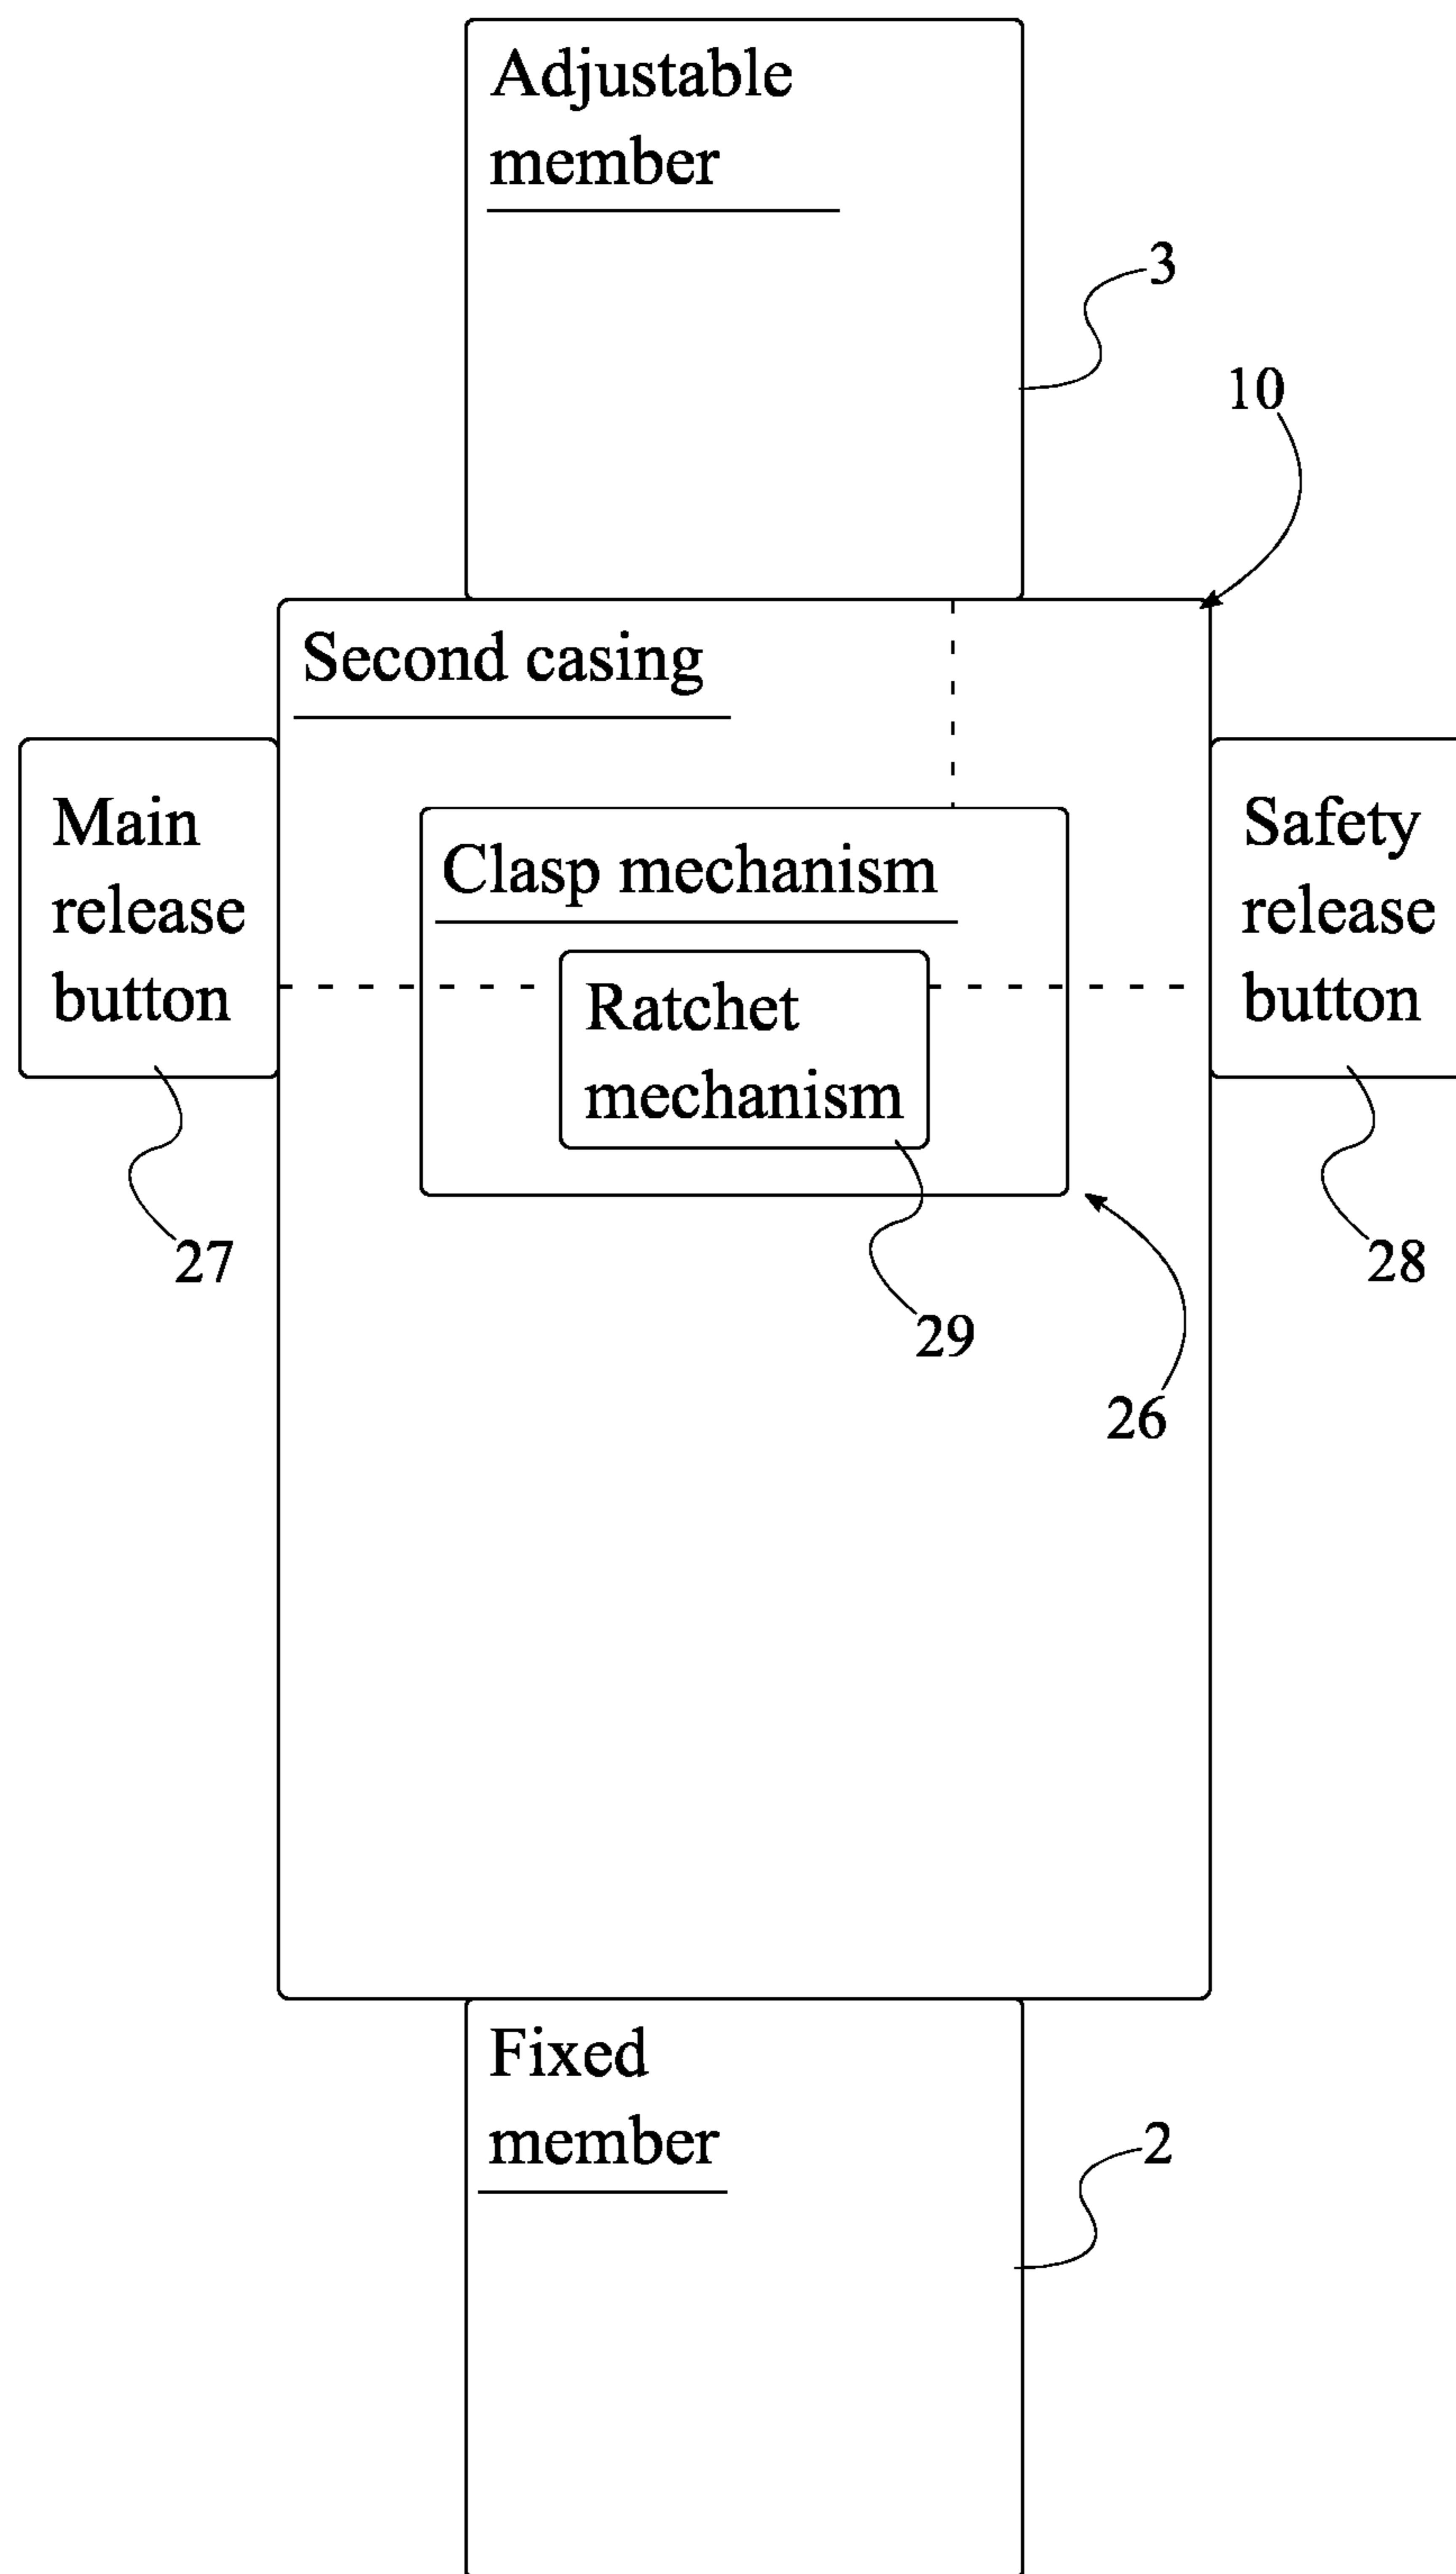 Adjustable
member
3
10
Second casing
Main
release
button
Clasp mechanism
Ratchet
mechanism
Safety
release
button
27
28
29
26
Fixed
member
2